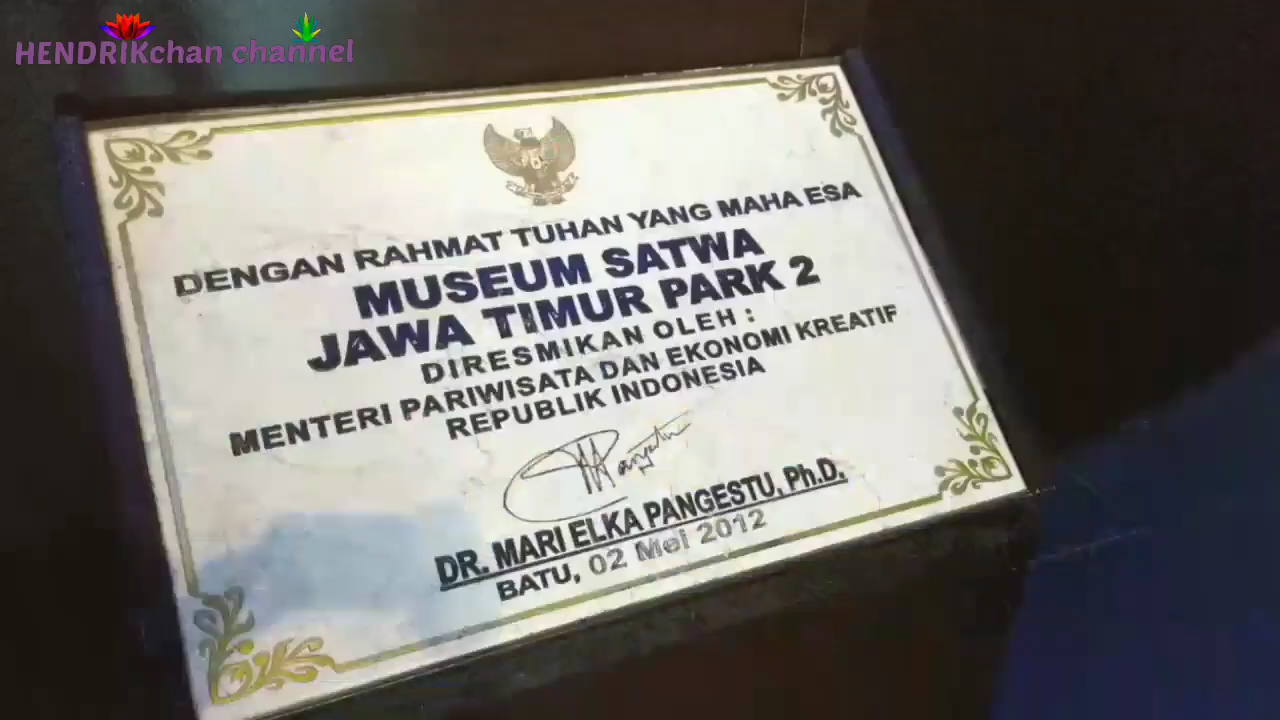 HENDRIKchan channel
DENGAN RAHMAT TUHAN YANG MAHA ESA
MUSEUM SATWA
JAWA TIMUR PARK 2
DIRESMIKAN OLEH :
MENTERI PARIWISATA DAN EKONOMI KREATIF
REPUBLIK INDONESIA
DR. MARI ELKA PANGESTU, Ph.D.
BATU, 02 Mei 2012